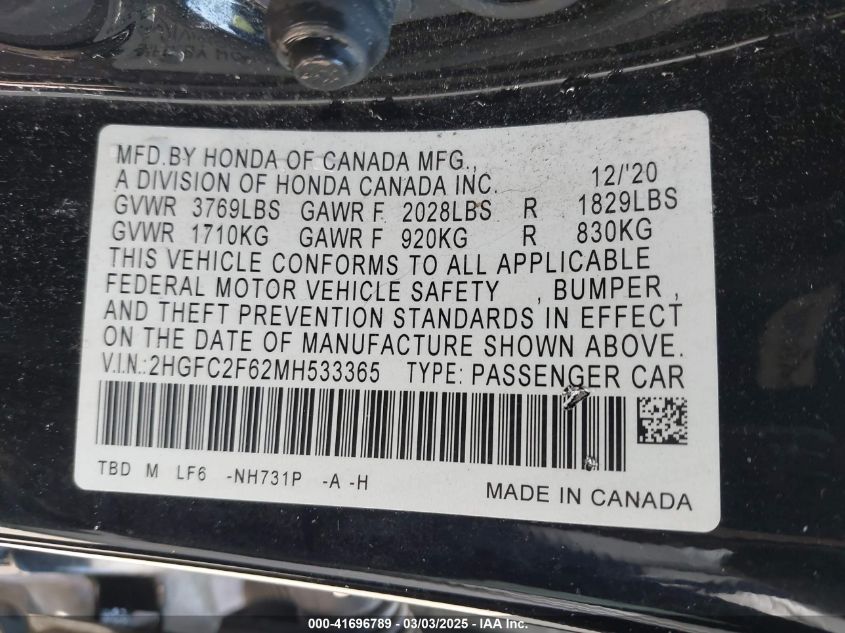 MFD.BY HONDA OF CANADA MFG.,
A DIVISION OF HONDA CANADA INC. 12/'20
GVWR 3769LBS GAWR F 2028LBS R 1829LBS
GVWR 1710KG GAWR F 920KG R 830KG
THIS VEHICLE CONFORMS TO ALL APPLICABLE
FEDERAL MOTOR VEHICLE SAFETY , BUMPER ,
AND THEFT PREVENTION STANDARDS IN EFFECT
ON THE DATE OF MANUFACTURE SHOWN ABOVE.
V.I.N.:2HGFC2F62MH533365 TYPE: PASSENGER CAR
TBD M LF6 -NH731P -A -H
MADE IN CANADA
000-41696789 - 03/03/2025 - IAA Inc.